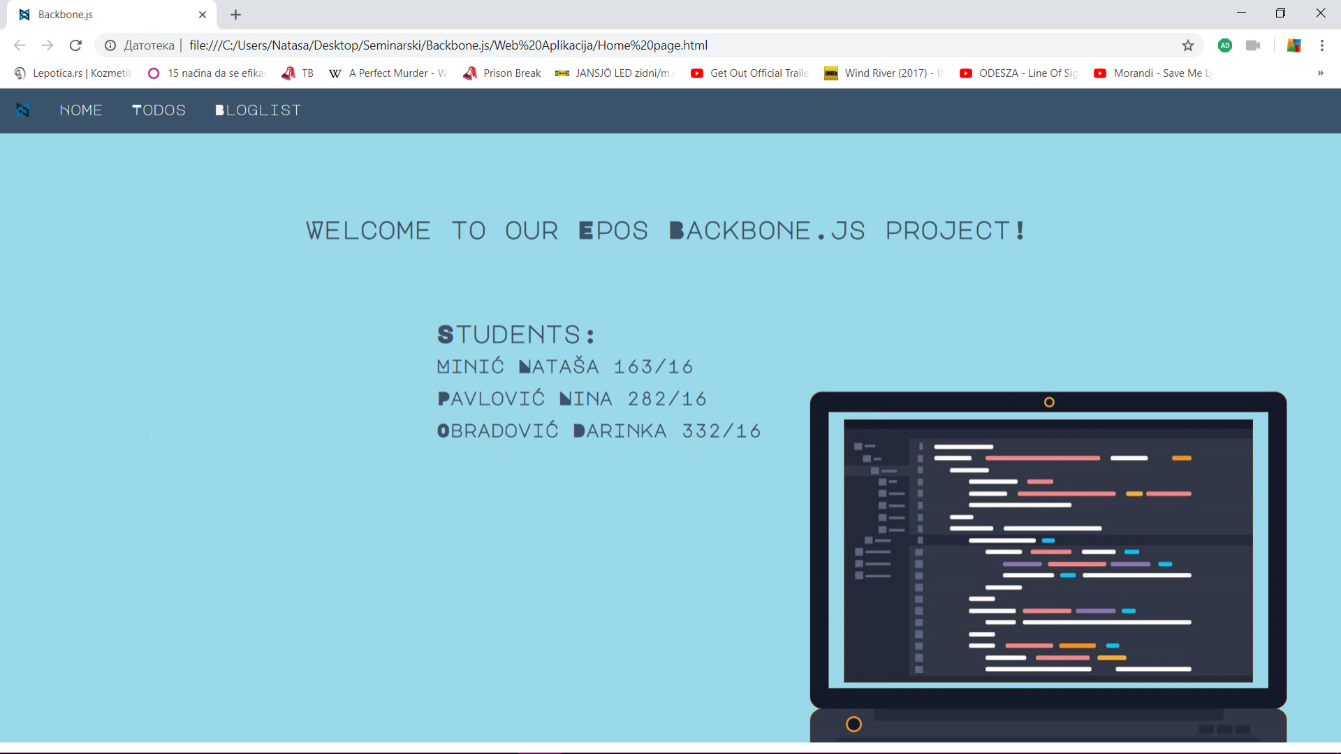 Backbone.js
Датотека | file:///C:/Users/Natasa/Desktop/Seminarski/Backbone.js/Web%20Aplikacija/Home%20page.html
AD
Lepotica.rs | Kozmeti
15 načina da se efika
TB
W A Perfect Murder - W
Prison Break
JANSJÖ LED zidni/m
Get Out Official Traile
IMDb Wind River (2017) - I
ODESZA - Line Of Sig
Morandi - Save Me L
»
Home Todos Bloglist
Welcome to our Epos Backbone.js project!
Students:
Minić Nataša 163/16
Pavlović Nina 282/16
Obradović Darinka 332/16